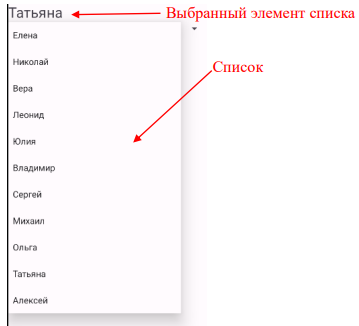 Татьяна
Выбранный элемент списка
Елена
Николай
Список
Вера
Леонид
Юлия
Владимир
Сергей
Михаил
Ольга
Татьяна
Алексей